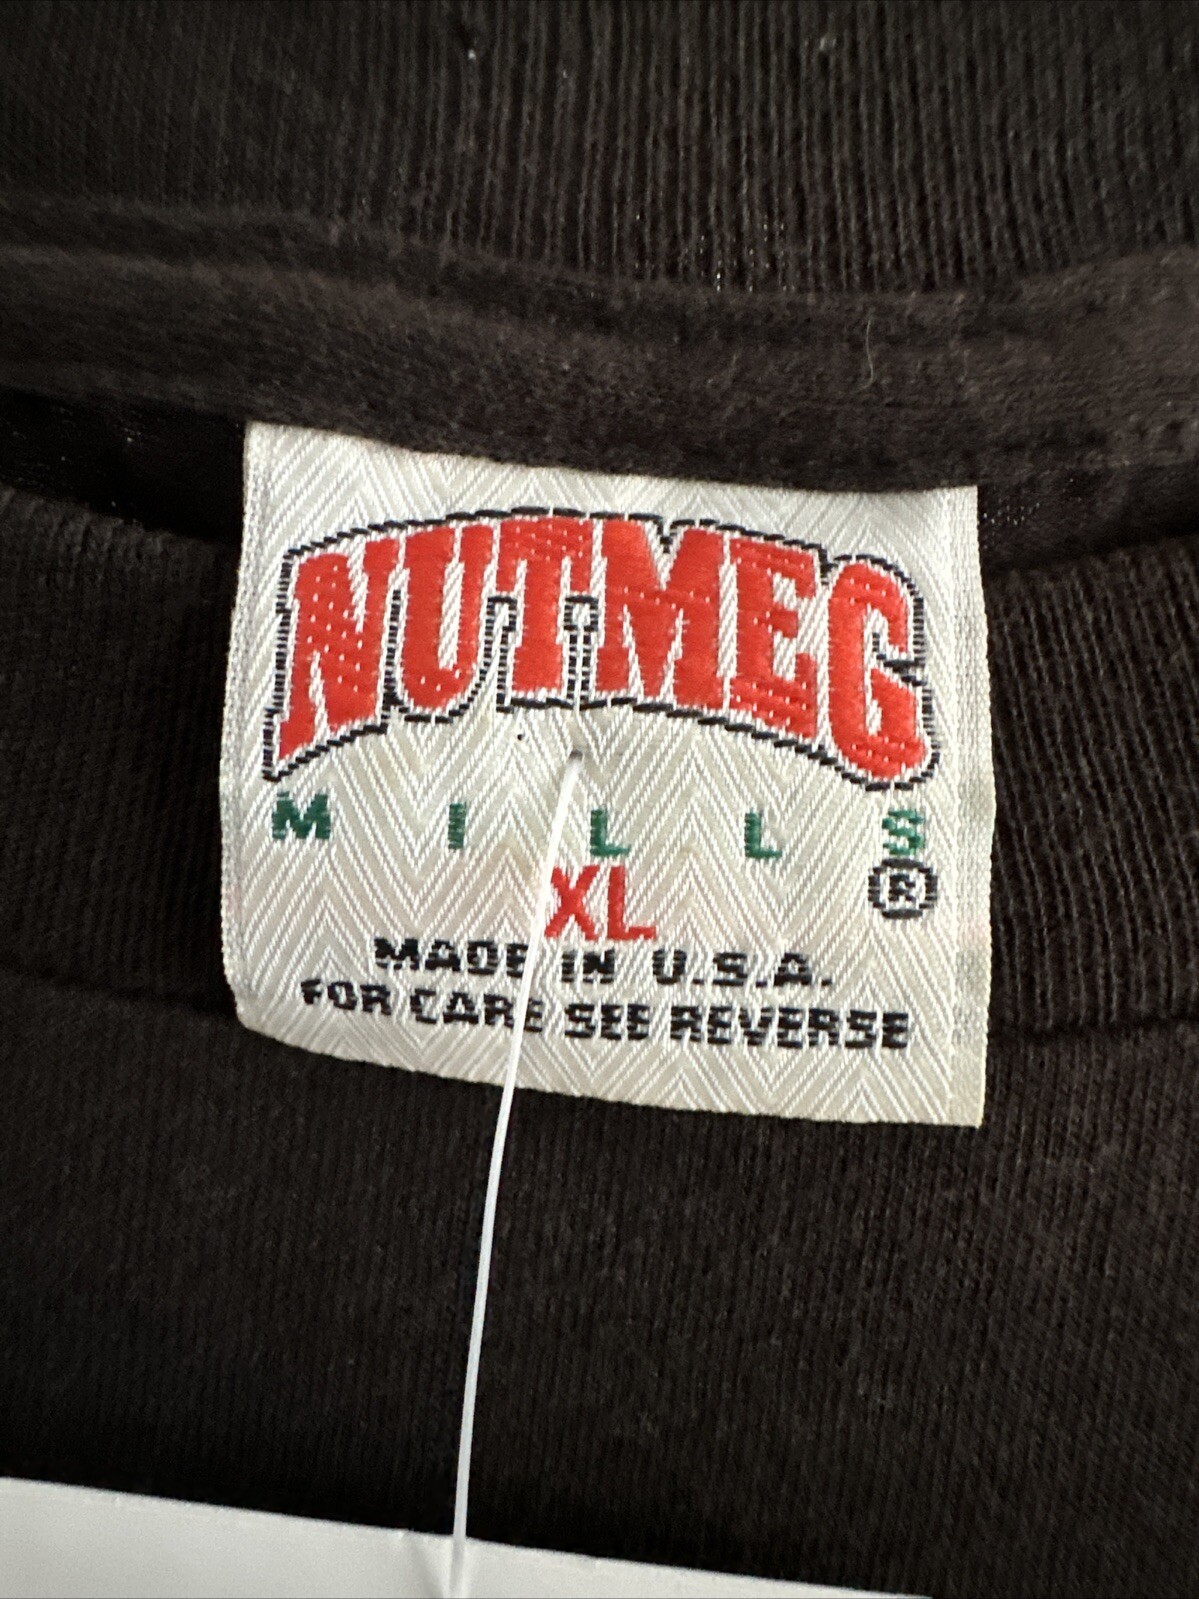 NUTMEG
MILLS
®
XL
MADE IN U.S.A.
FOR CARE SEE REVERSE